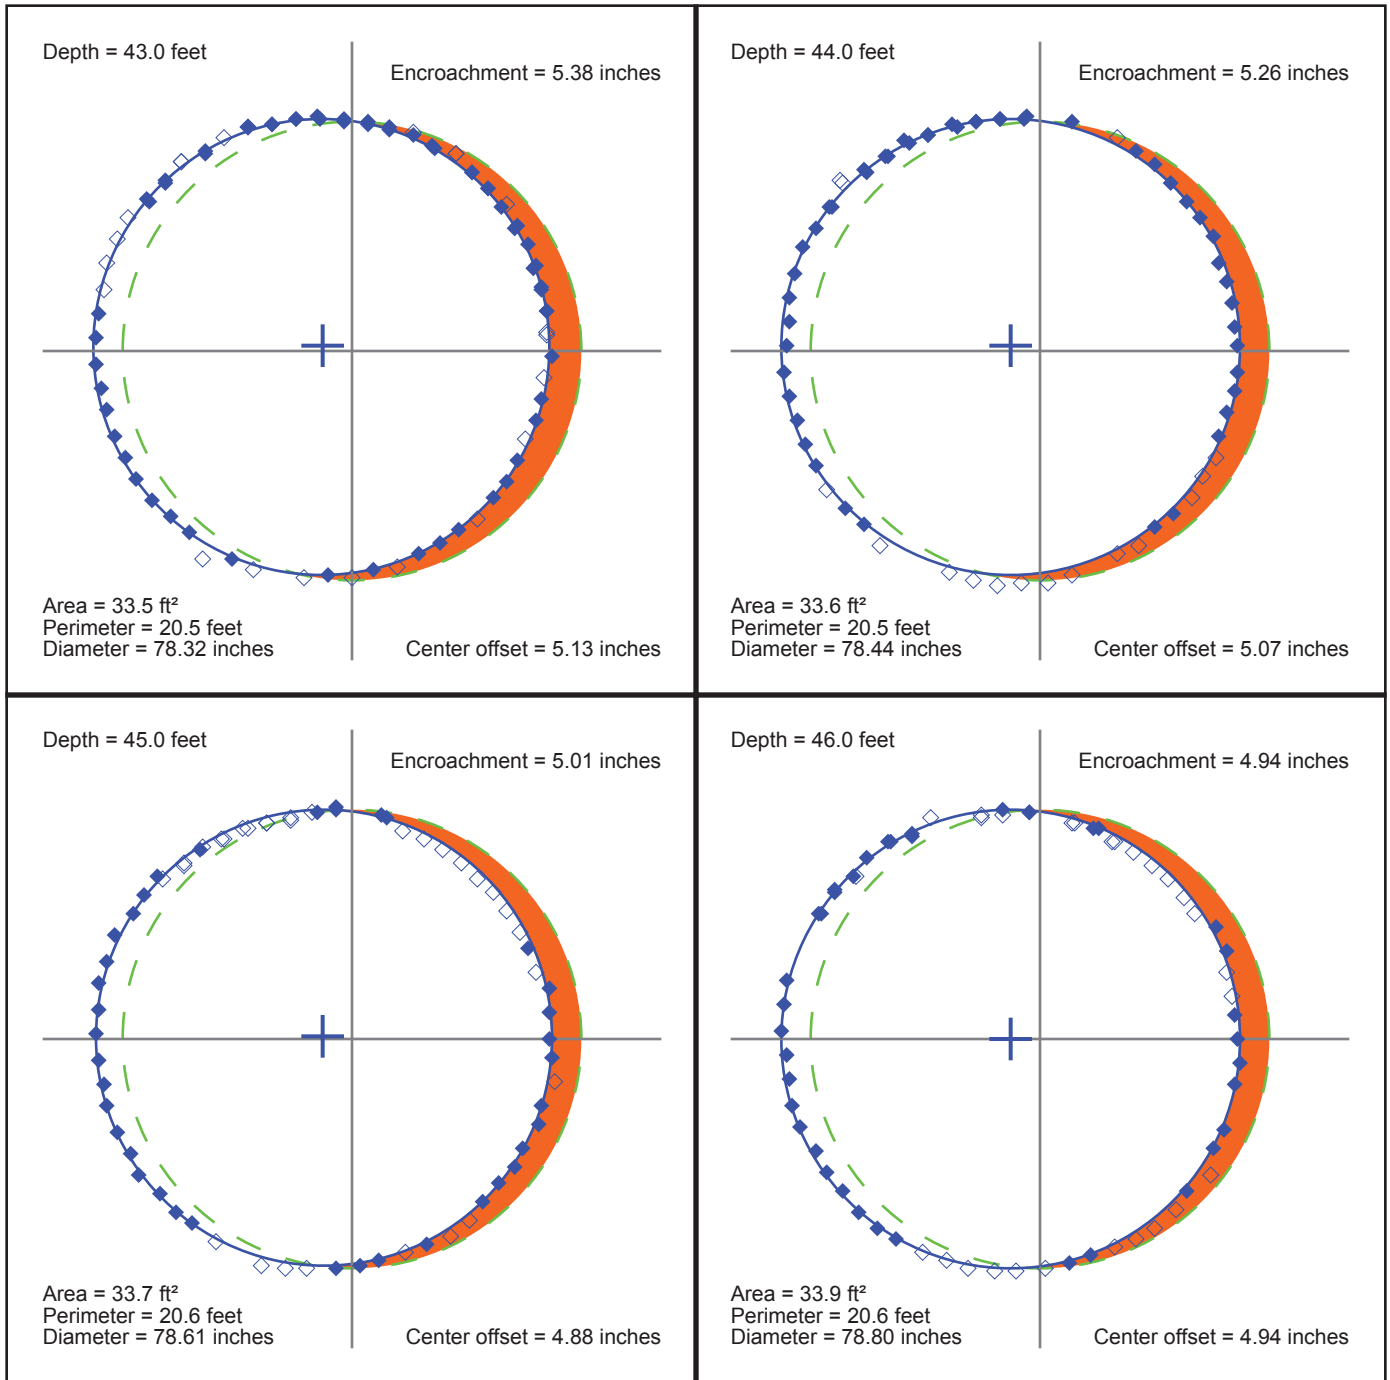 Depth = 43.0 feet
Encroachment = 5.38 inches
Area = 33.5 ft²
Perimeter = 20.5 feet
Diameter = 78.32 inches
Center offset = 5.13 inches
Depth = 44.0 feet
Encroachment = 5.26 inches
Area = 33.6 ft²
Perimeter = 20.5 feet
Diameter = 78.44 inches
Center offset = 5.07 inches
Depth = 45.0 feet
Encroachment = 5.01 inches
Area = 33.7 ft²
Perimeter = 20.6 feet
Diameter = 78.61 inches
Center offset = 4.88 inches
Depth = 46.0 feet
Encroachment = 4.94 inches
Area = 33.9 ft²
Perimeter = 20.6 feet
Diameter = 78.80 inches
Center offset = 4.94 inches